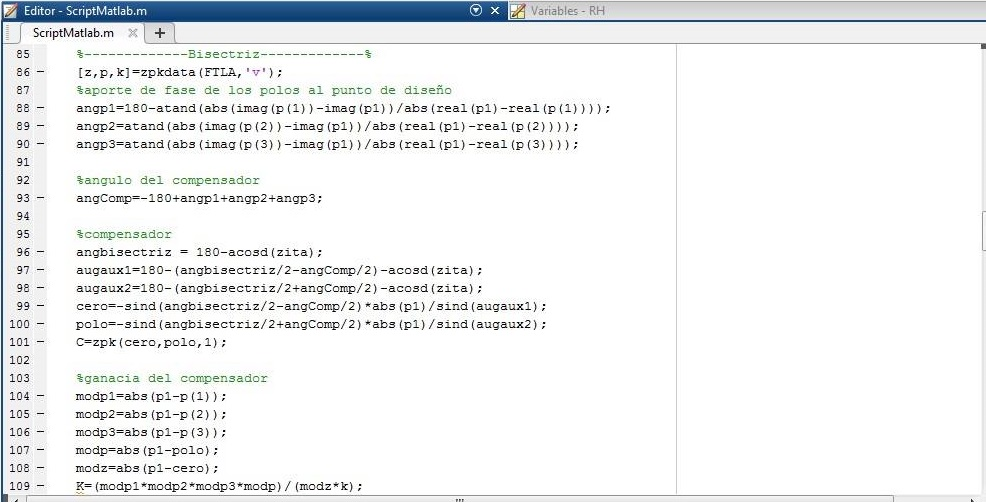 Editor - ScriptMatlab.m
Variables - RH
ScriptMatlab.m
85 %-------------Bisectriz-------------%
86 – [z,p,k]=zpkdata(FTLA,'v');
87 %aporte de fase de los polos al punto de diseño
88 – angp1=180-atand(abs(imag(p(1))-imag(p1))/abs(real(p1)-real(p(1))));
89 – angp2=atand(abs(imag(p(2))-imag(p1))/abs(real(p1)-real(p(2))));
90 – angp3=atand(abs(imag(p(3))-imag(p1))/abs(real(p1)-real(p(3))));
91
92 %angulo del compensador
93 – angComp=-180+angp1+angp2+angp3;
94
95 %compensador
96 – angbisectriz = 180-acosd(zita);
97 – augaux1=180-(angbisectriz/2-angComp/2)-acosd(zita);
98 – augaux2=180-(angbisectriz/2+angComp/2)-acosd(zita);
99 – cero=-sind(angbisectriz/2-angComp/2)*abs(p1)/sind(augaux1);
100 – polo=-sind(angbisectriz/2+angComp/2)*abs(p1)/sind(augaux2);
101 – C=zpk(cero,polo,1);
102
103 %ganacia del compensador
104 – modp1=abs(p1-p(1));
105 – modp2=abs(p1-p(2));
106 – modp3=abs(p1-p(3));
107 – modp=abs(p1-polo);
108 – modz=abs(p1-cero);
109 – K=(modp1*modp2*modp3*modp)/(modz*k);